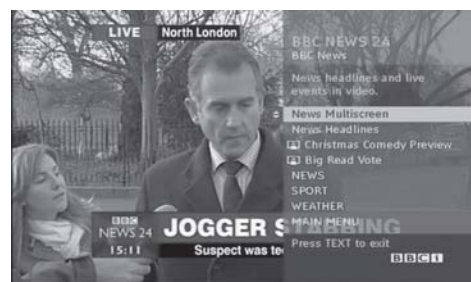 LIVE North London
BBC NEWS 24
BBC News
News headlines and live
events in video.
News Multiscreen
News Headlines
Christmas Comedy Preview
Big Read Vote
NEWS
SPORT
WEATHER
MAIN MENU
Press TEXT to exit
BBCi
BBC
NEWS 24
15:11
JOGGER STABBING
Suspect was